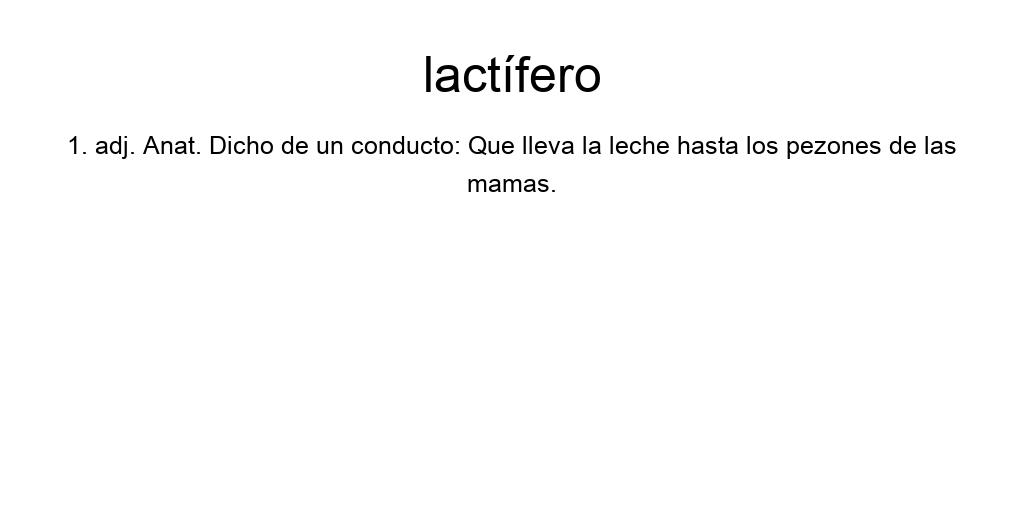 lactífero
1. adj. Anat. Dicho de un conducto: Que lleva la leche hasta los pezones de las
mamas.